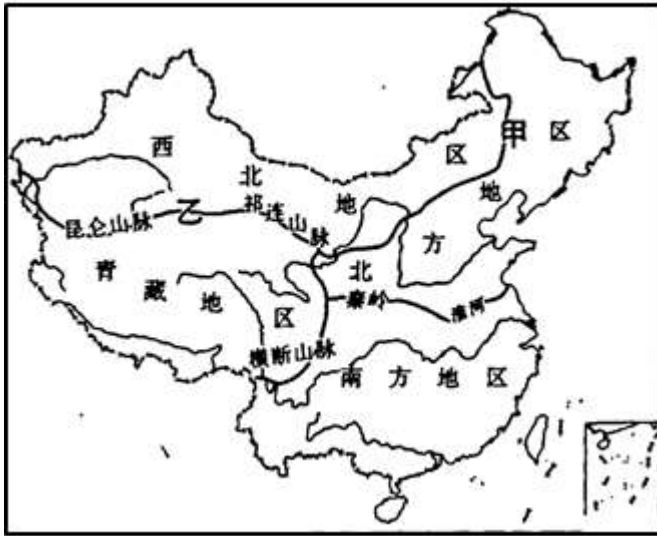 西北地区
甲
北方地区
昆仑山脉
乙
祁连山脉
青藏地区
秦岭
淮河
横断山脉
南方地区